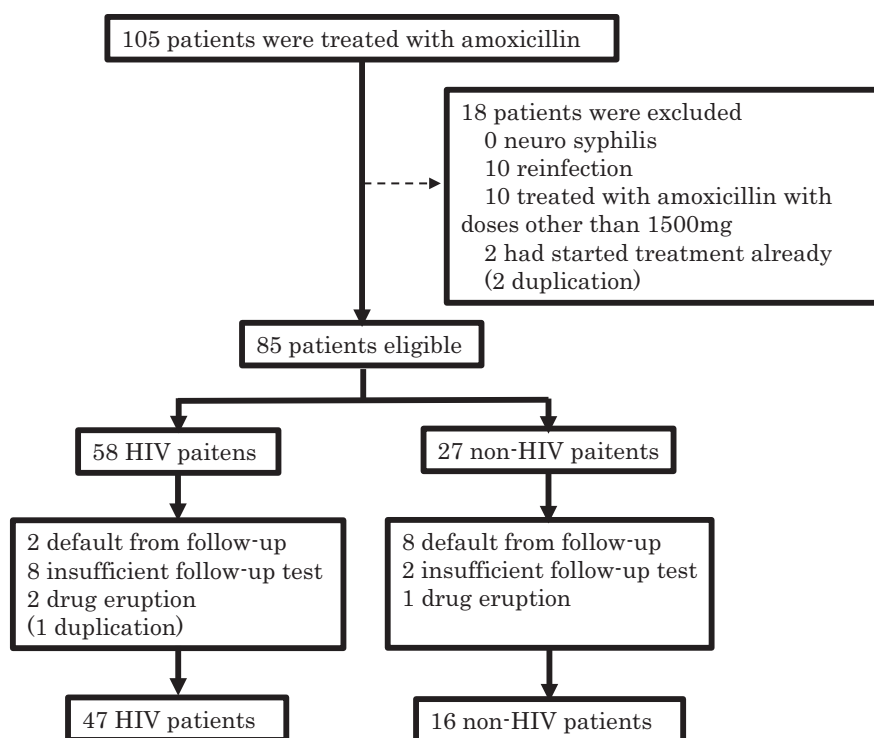 105 patients were treated with amoxicillin
18 patients were excluded
0 neuro syphilis
10 reinfection
10 treated with amoxicillin with
doses other than 1500mg
2 had started treatment already
(2 duplication)
85 patients eligible
58 HIV paitens
27 non-HIV paitents
2 default from follow-up
8 insufficient follow-up test
2 drug eruption
(1 duplication)
8 default from follow-up
2 insufficient follow-up test
1 drug eruption
47 HIV patients
16 non-HIV patients